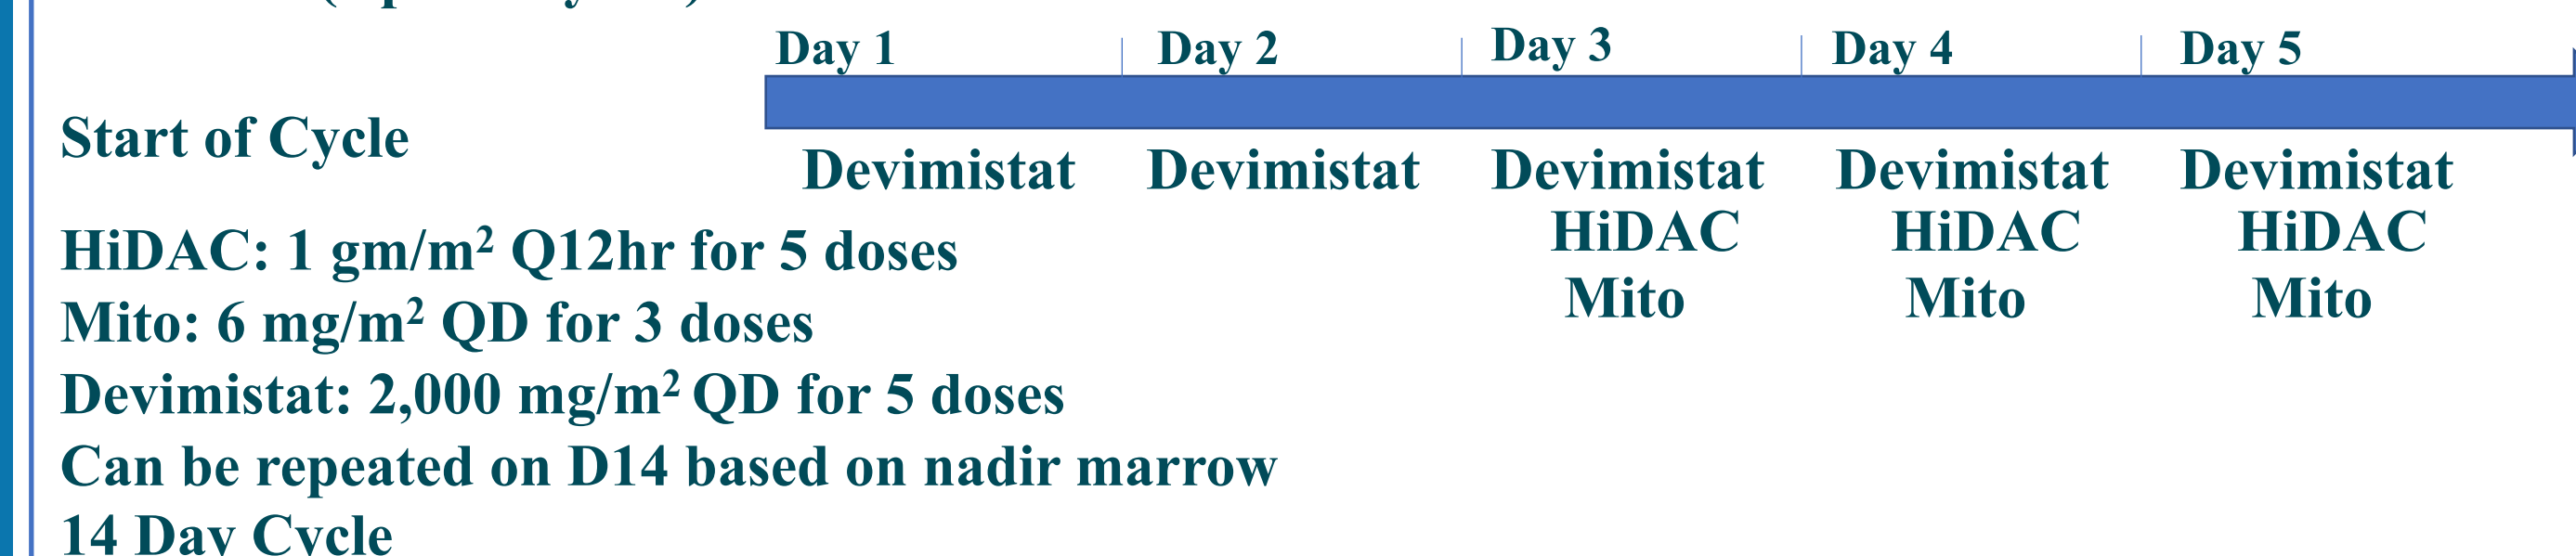 Day 1 Day 2 Day 3 Day 4 Day 5
Start of Cycle
Devimistat Devimistat Devimistat Devimistat Devimistat
HiDAC HiDAC HiDAC
Mito Mito Mito
HiDAC: 1 gm/m² Q12hr for 5 doses
Mito: 6 mg/m² QD for 3 doses
Devimistat: 2,000 mg/m² QD for 5 doses
Can be repeated on D14 based on nadir marrow
14 Day Cycle